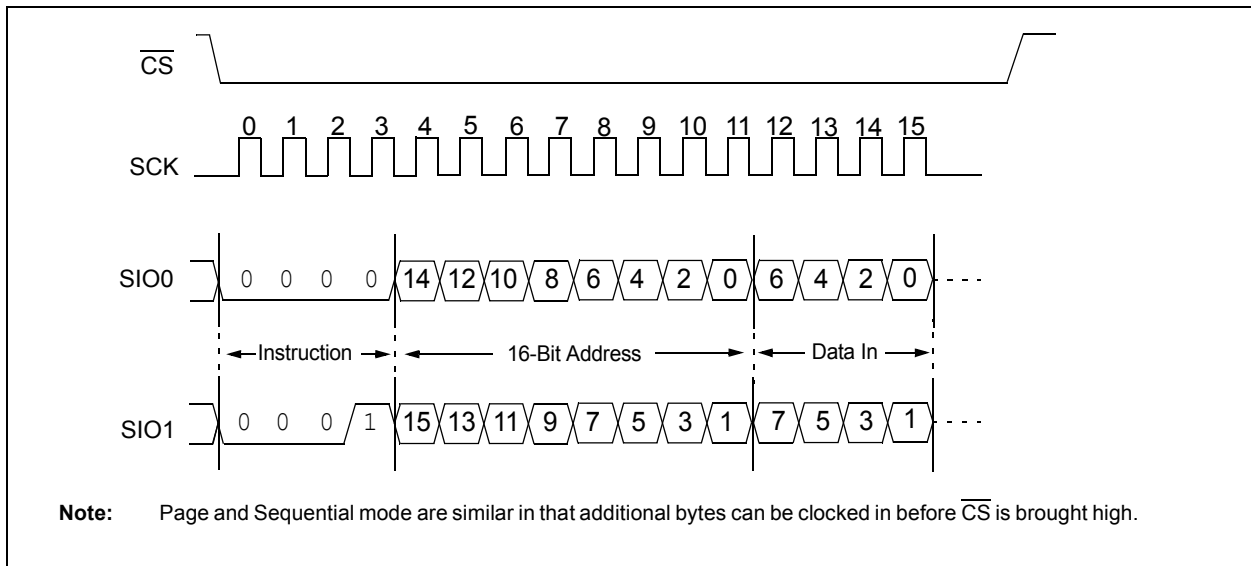 CS
0 1 2 3 4 5 6 7 8 9 10 11 12 13 14 15
SCK
SIO0 0 0 0 0 14 12 10 8 6 4 2 0 6 4 2 0
Instruction 16-Bit Address Data In
SIO1 0 0 0 1 15 13 11 9 7 5 3 1 7 5 3 1
Note: Page and Sequential mode are similar in that additional bytes can be clocked in before CS is brought high.